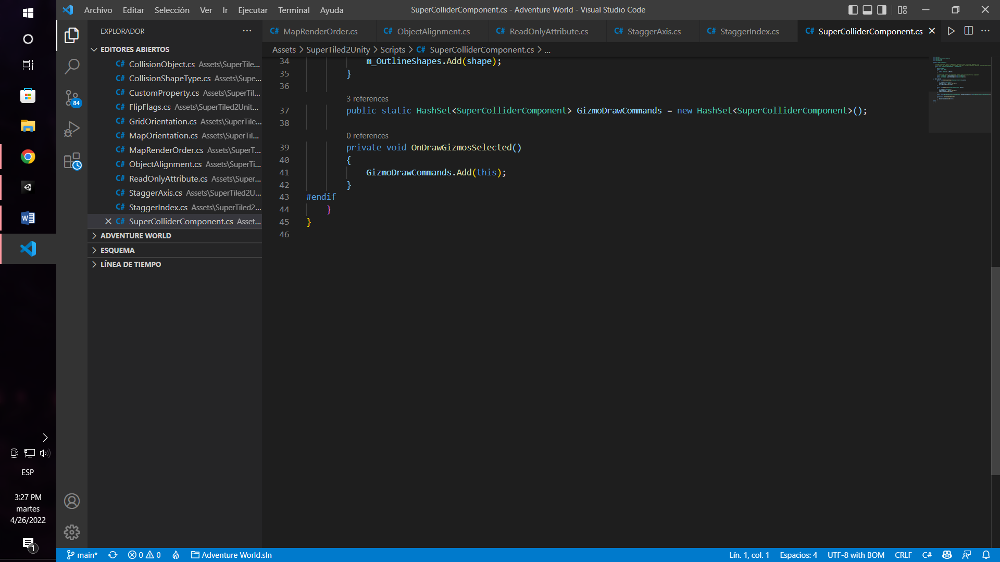 Archivo Editar Selección Ver Ir Ejecutar Terminal Ayuda
SuperColliderComponent.cs - Adventure World - Visual Studio Code
EXPLORADOR
EDITORES ABIERTOS
C# CollisionObject.cs Assets\SuperTile...
C# CollisionShapeType.cs Assets\Supe...
C# CustomProperty.cs Assets\SuperTil...
C# FlipFlags.cs Assets\SuperTiled2Unit...
C# GridOrientation.cs Assets\SuperTile...
C# MapOrientation.cs Assets\SuperTil...
C# MapRenderOrder.cs Assets\SuperT...
C# ObjectAlignment.cs Assets\SuperTi...
C# ReadOnlyAttribute.cs Assets\Super...
C# StaggerAxis.cs Assets\SuperTiled2U...
C# StaggerIndex.cs Assets\SuperTiled2...
C# SuperColliderComponent.cs Asset...
ADVENTURE WORLD
ESQUEMA
LÍNEA DE TIEMPO
84
C# MapRenderOrder.cs C# ObjectAlignment.cs C# ReadOnlyAttribute.cs C# StaggerAxis.cs C# StaggerIndex.cs C# SuperColliderComponent.cs
Assets > SuperTiled2Unity > Scripts > C# SuperColliderComponent.cs > ...
34 m_OutlineShapes.Add(shape);
35 }
36
3 references
37 public static HashSet<SuperColliderComponent> GizmoDrawCommands = new HashSet<SuperColliderComponent>();
38
0 references
39 private void OnDrawGizmosSelected()
40 {
41 GizmoDrawCommands.Add(this);
42 }
43 #endif
44 }
45 }
46
ESP
3:27 PM
martes
4/26/2022
1
main* 0 0 Adventure World.sln
Lín. 1, col. 1 Espacios: 4 UTF-8 with BOM CRLF C#